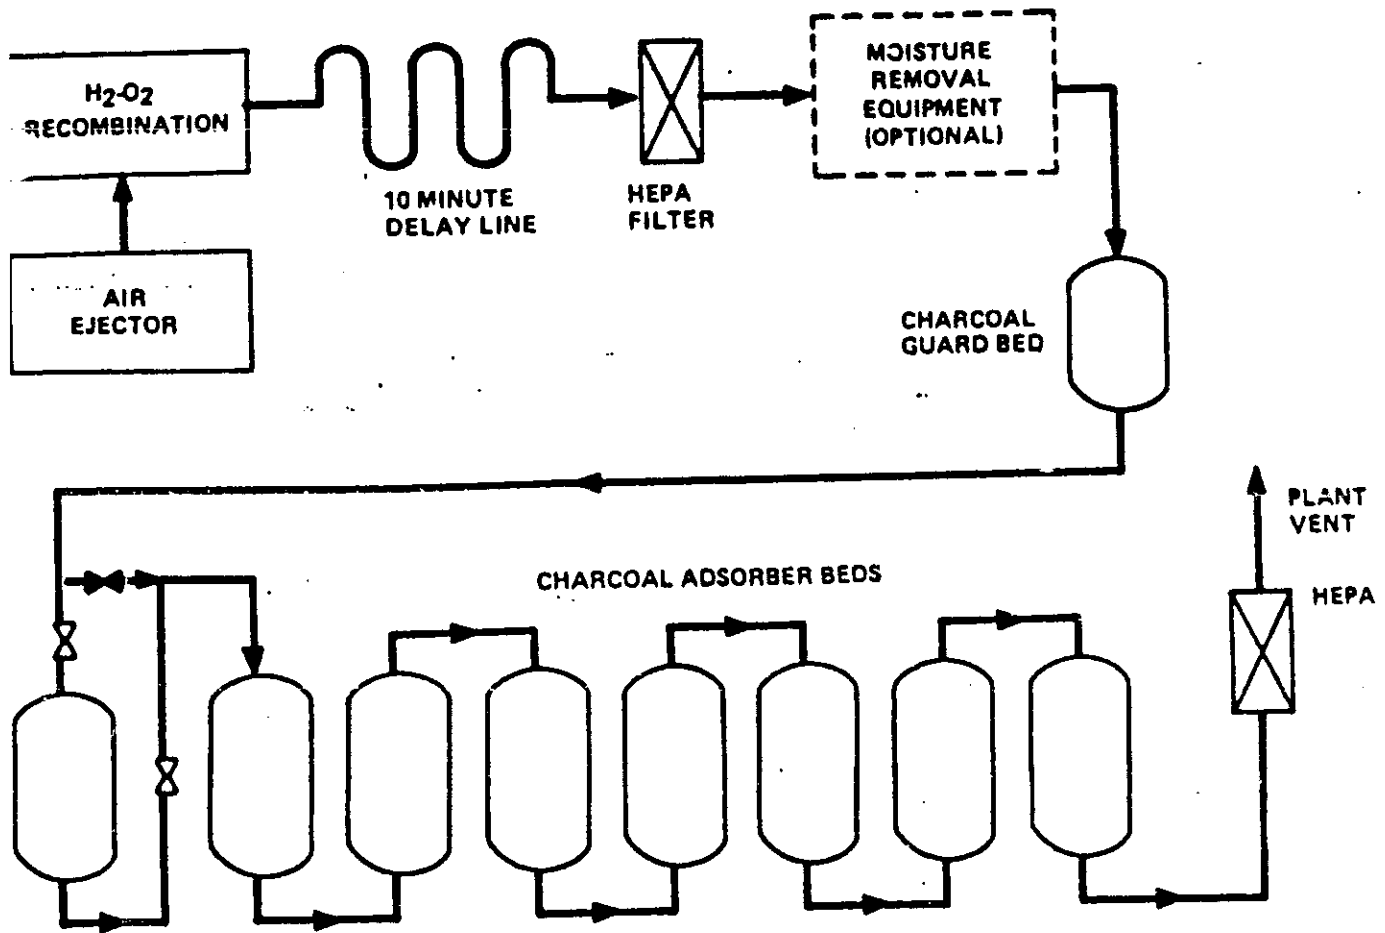 H2-O2
RECOMBINATION
AIR
EJECTOR
10 MINUTE
DELAY LINE
HEPA
FILTER
MOISTURE
REMOVAL
EQUIPMENT
(OPTIONAL)
CHARCOAL
GUARD BED
CHARCOAL ADSORBER BEDS
PLANT
VENT
HEPA